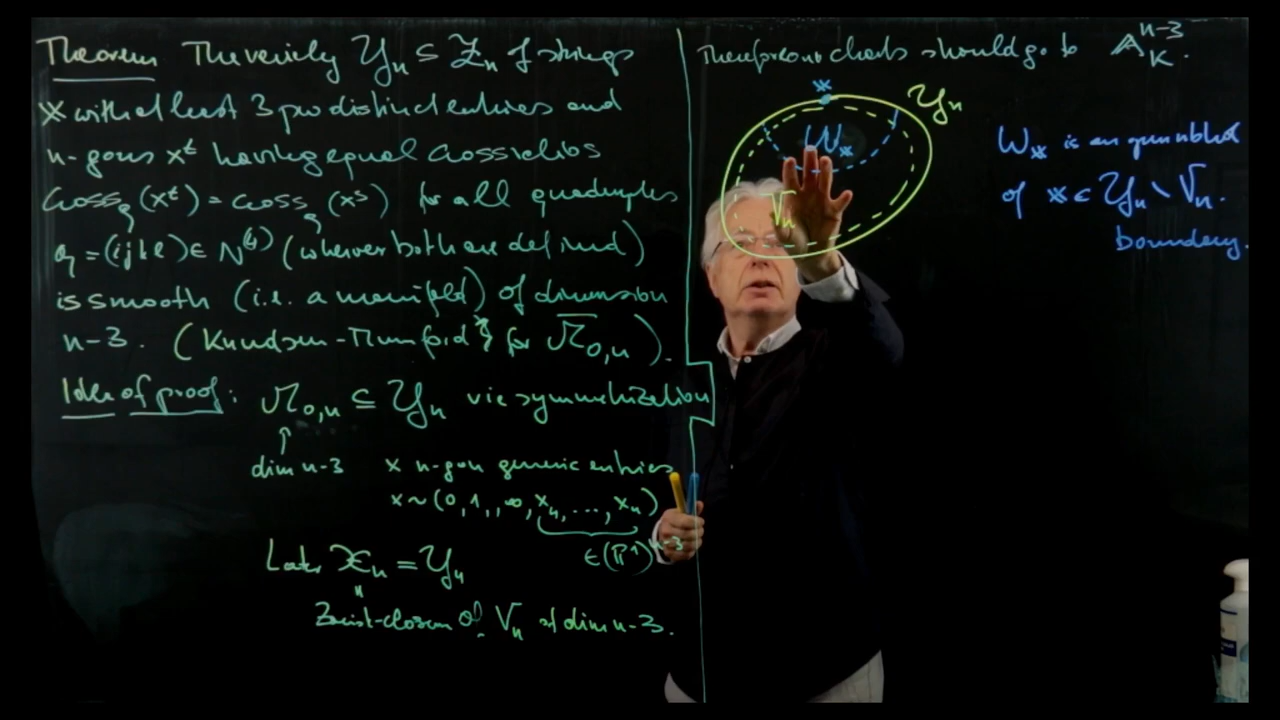 Theorem The variety Y_n ⊆ Z_n of strings
𝕏 with at least 3 pw distinct entries and
n-gons x^t having equal crossratios
cross_q (x^t) = cross_q (x^s) for all quadruples
q = (ijkl) ∈ N^(4) (whenever both are defined)
is smooth (i.e. a manifold) of dimension
n-3. (Knudsen-Mumford for M̅_{0,n}).
Idea of proof: M_{0,n} ⊆ Y_n via symmetrization
↑
dim n-3 x n-gon generic entries
x ~ (0, 1, ∞, x_4, ..., x_n)
∈ (P^1)^{n-3}
Later X_n = Y_n
"
Zariski-closure of V_n of dim n-3.
Therefore our charts should go to A_K^{n-3}.
𝕏
Y_n
W_𝕏
V_n
W_𝕏 is an open nbhd
of 𝕏 ∈ Y_n \ V_n.
boundary.